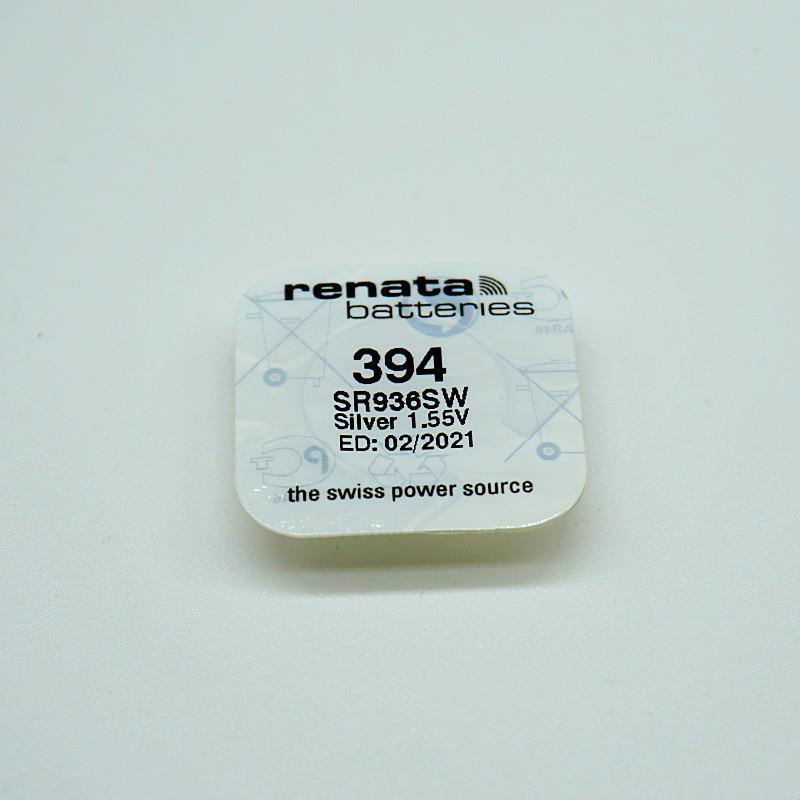 renata
batteries
394
SR936SW
Silver 1.55V
ED: 02/2021
the swiss power source